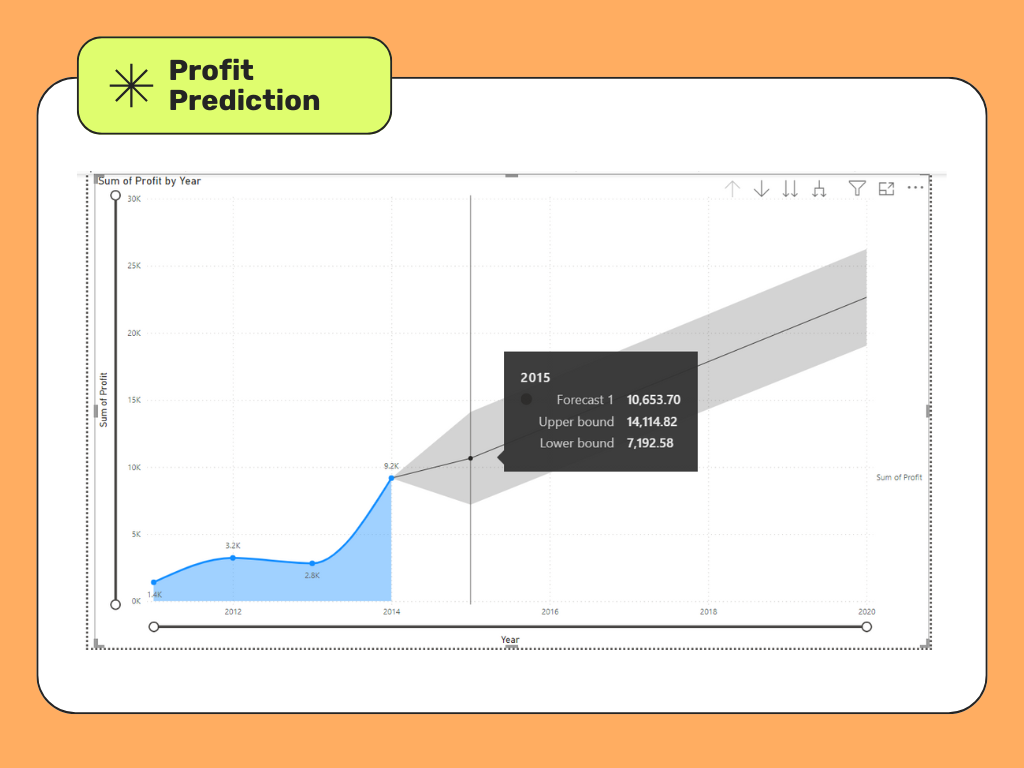 Profit
Prediction
Sum of Profit by Year
30K
25K
20K
15K
10K
5K
0K
Sum of Profit
1.4K
3.2K
2.8K
9.2K
2015
Forecast 1 10,653.70
Upper bound 14,114.82
Lower bound 7,192.58
Sum of Profit
2012 2014 2016 2018 2020
Year